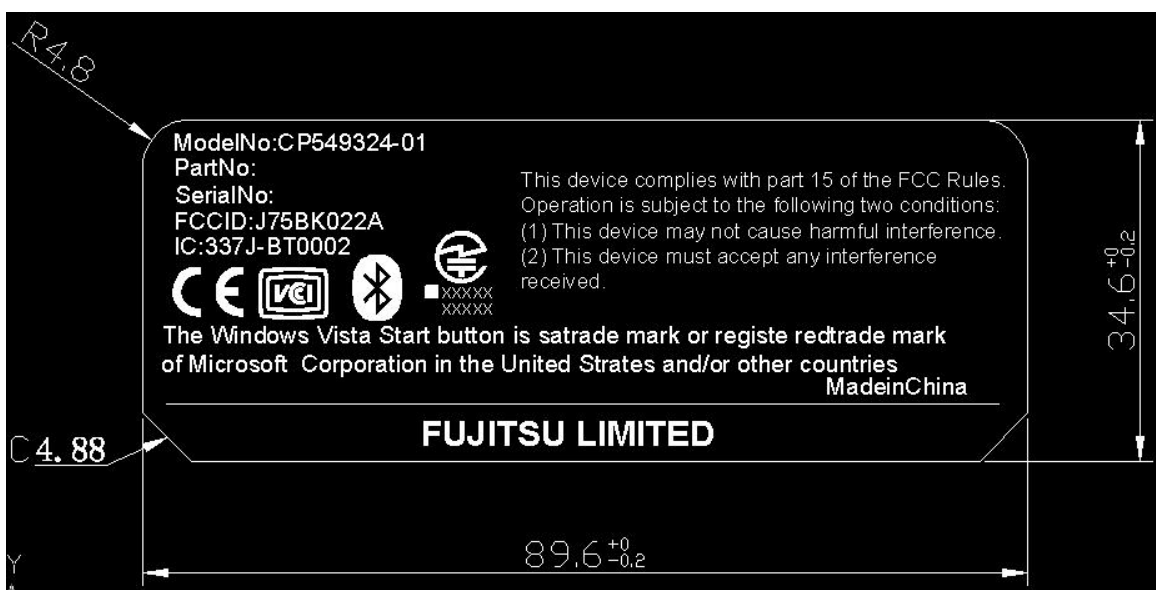 R4.8
ModelNo:CP549324-01
PartNo:
SerialNo:
FCCID:J75BK022A
IC:337J-BT0002
This device complies with part 15 of the FCC Rules.
Operation is subject to the following two conditions:
(1) This device may not cause harmful interference.
(2) This device must accept any interference
received.
CE VCI
XXXXX
XXXXX
The Windows Vista Start button is satrade mark or registe redtrade mark
of Microsoft Corporation in the United Strates and/or other countries
MadeinChina
FUJITSU LIMITED
C4.88
34.6 +0 -0.2
89.6 +0 -0.2
Y